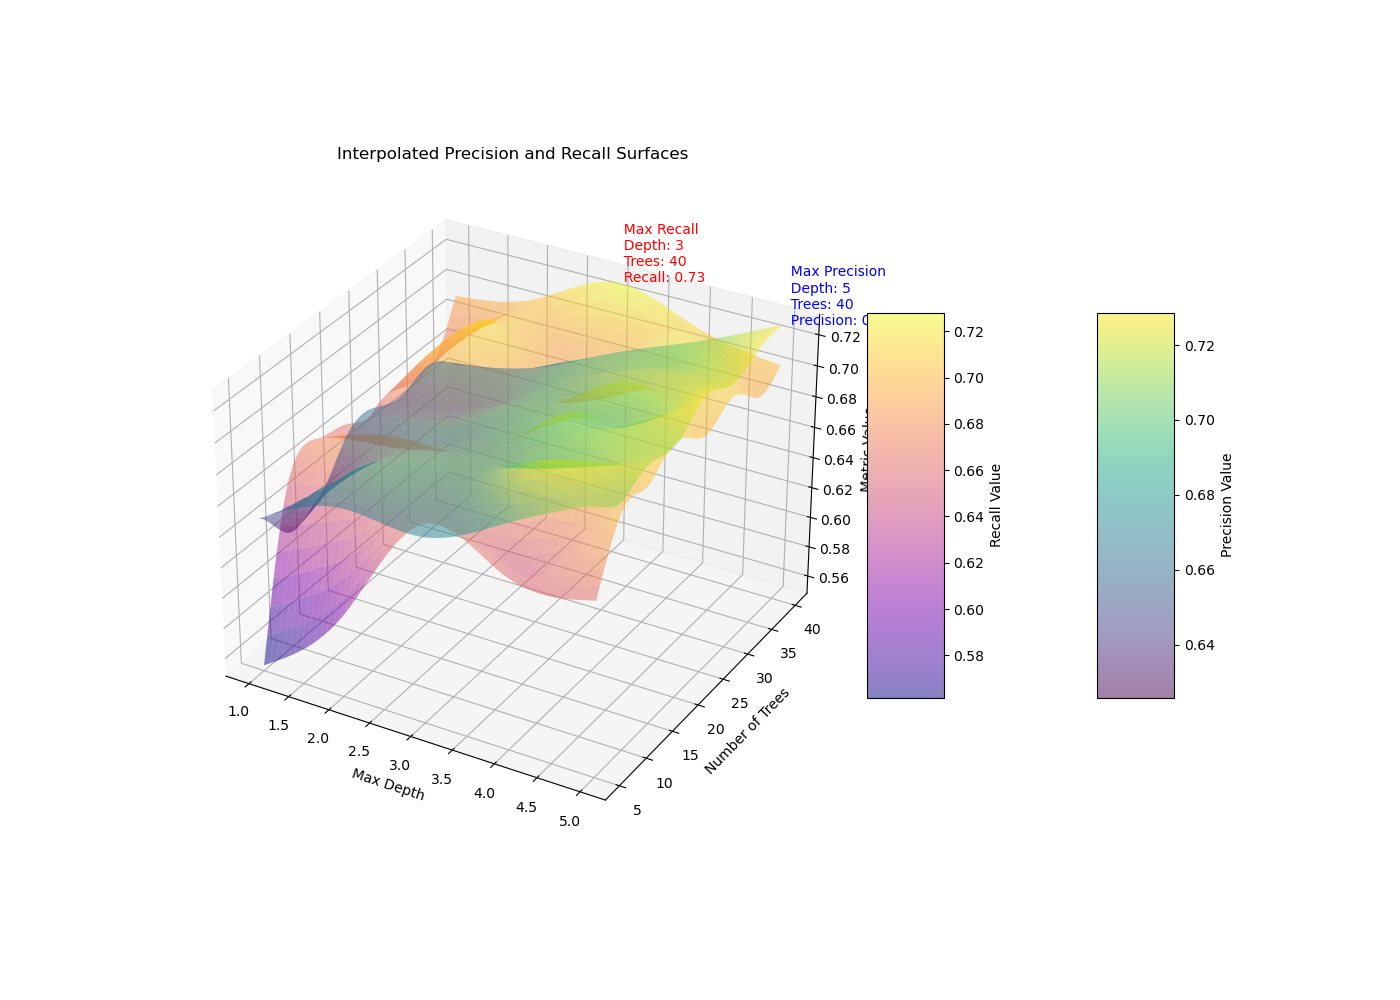 Interpolated Precision and Recall Surfaces
Max Recall
Depth: 3
Trees: 40
Recall: 0.73
Max Precision
Depth: 5
Trees: 40
Precision: 0
0.72
0.70
0.68
0.66
0.64
0.62
0.60
0.58
0.56
Metric Value
1.0
1.5
2.0
2.5
3.0
3.5
4.0
4.5
5.0
Max Depth
5
10
15
20
25
30
35
40
Number of Trees
0.72
0.70
0.68
0.66
0.64
0.62
0.60
0.58
Recall Value
0.72
0.70
0.68
0.66
0.64
Precision Value